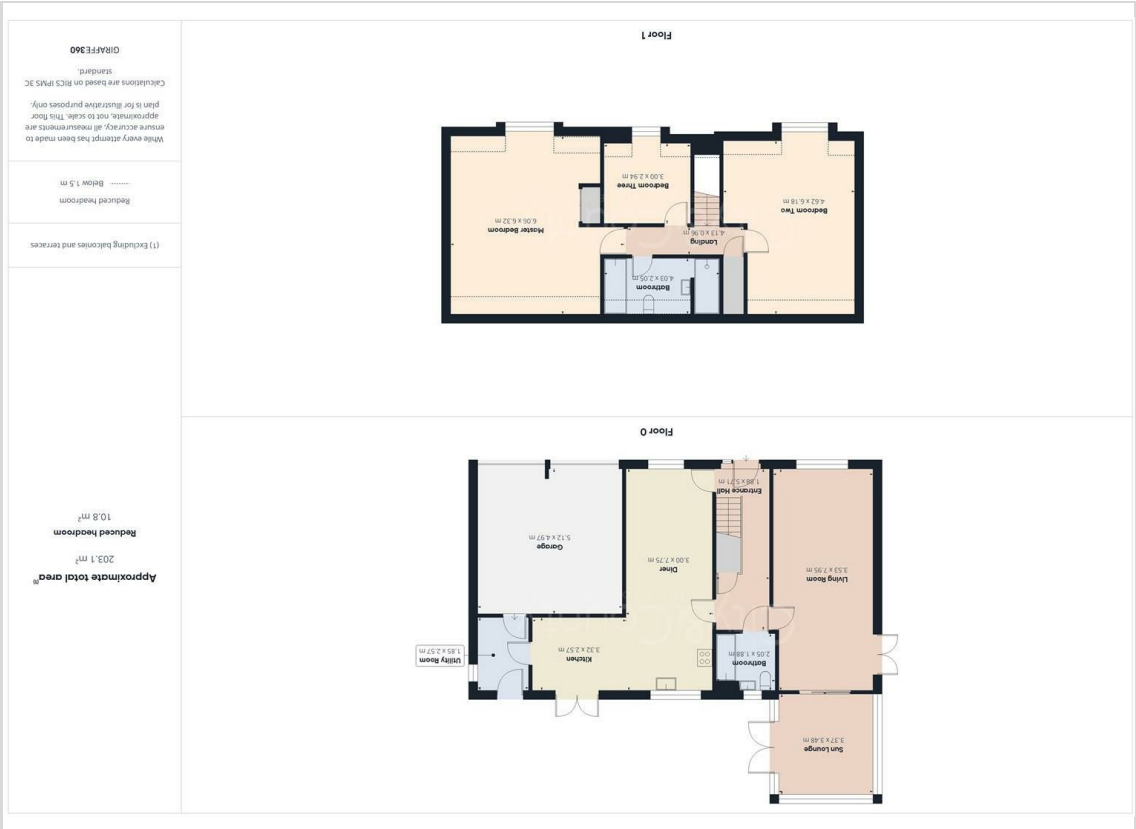 Sun Lounge
3.37 x 3.48 m
Bathroom
2.05 x 1.88 m
Kitchen
3.32 x 2.57 m
Utility Room
1.85 x 2.57 m
Living Room
3.53 x 7.95 m
Diner
3.00 x 7.75 m
Garage
5.12 x 4.97 m
Entrance Hall
1.88 x 5.71 m
Floor 0
Bathroom
4.03 x 2.05 m
Landing
4.13 x 0.96 m
Bedroom Two
4.62 x 6.18 m
Master Bedroom
6.06 x 6.32 m
Bedroom Three
3.00 x 2.94 m
Floor 1
Approximate total area(1)
203.1 m²
Reduced headroom
10.8 m²
(1) Excluding balconies and terraces
Reduced headroom
Below 1.5 m
While every attempt has been made to
ensure accuracy, all measurements are
approximate, not to scale. This floor
plan is for illustrative purposes only.
Calculations are based on RICS IPMS 3C
standard.
GIRAFFE360